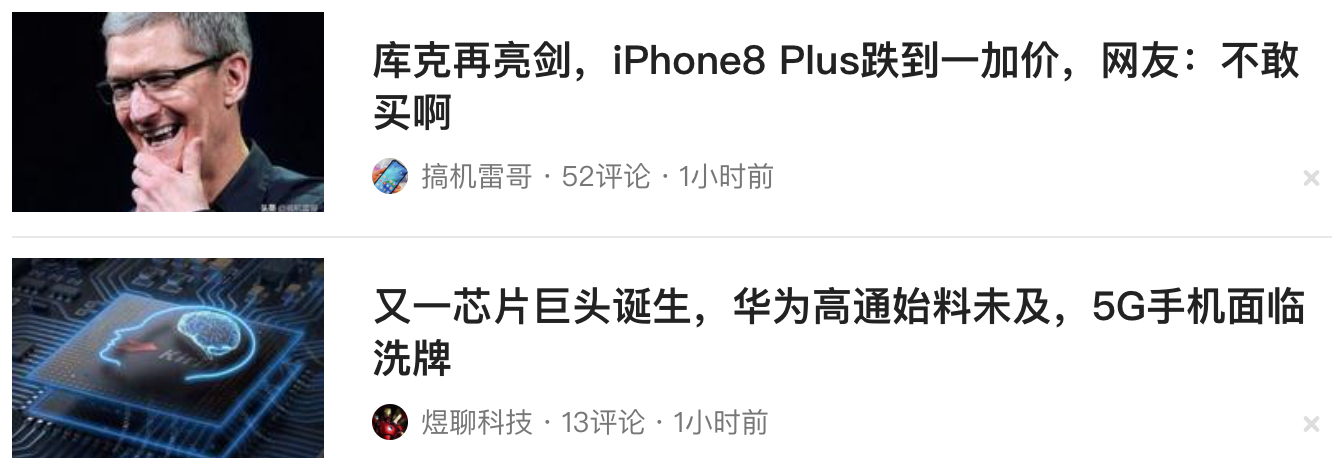 库克再亮剑，iPhone8 Plus跌到一加价，网友：不敢
买啊
搞机雷哥 · 52评论 · 1小时前
又一芯片巨头诞生，华为高通始料未及，5G手机面临
洗牌
煜聊科技 · 13评论 · 1小时前